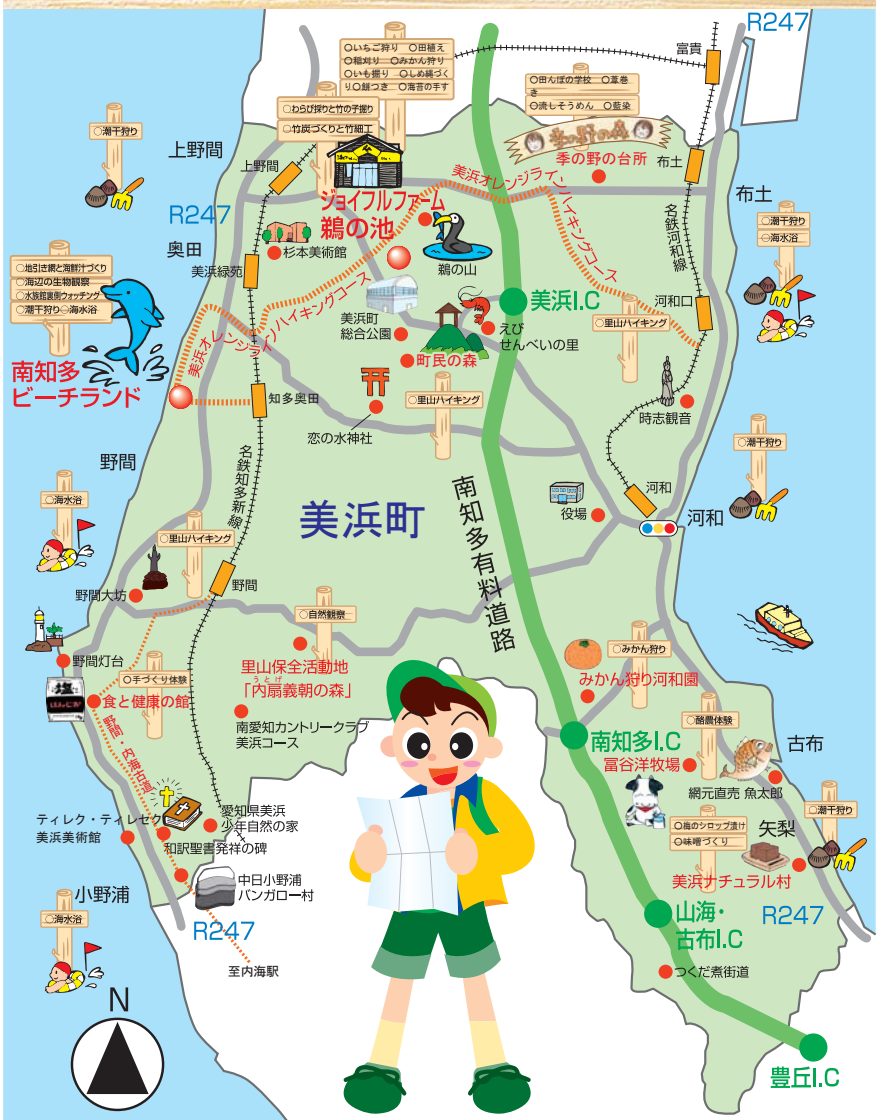 R247
富貴
○いちご狩り ○田植え
○稲刈り ○みかん狩り
○いも掘り ○しめ縄づく
り○餅つき ○海苔の手す
○田んぼの学校 ○葦巻
き
○流しそうめん ○藍染
○わらび採りと竹の子掘り
○竹炭づくりと竹細工
○潮干狩り
上野間
上野間
季の野の森
季の野の台所
布土
布土
美浜オレンジラインハイキングコース
ジョイフルファーム
鵜の池
R247
奥田
杉本美術館
鵜の山
名鉄河和線
○潮干狩り
○海水浴
美浜緑苑
○地引き網と海鮮汁づくり
○海辺の生物観察
○水族館裏側ウォッチング
○潮干狩り○海水浴
美浜オレンジラインハイキングコース
美浜町
総合公園
美浜I.C
河和口
えび
せんべいの里
○里山ハイキング
町民の森
南知多
ビーチランド
知多奥田
○里山ハイキング
時志観音
恋の水神社
○潮干狩り
野間
名鉄知多新線
南知多有料道路
河和
○海水浴
美浜町
役場
河和
○里山ハイキング
野間
野間大坊
○自然観察
野間灯台
里山保全活動地
うとげ
「内扇義朝の森」
○みかん狩り
みかん狩り河和園
○手づくり体験
塩
食と健康の館
南愛知カントリークラブ
美浜コース
○酪農体験
南知多I.C
古布
冨谷洋牧場
野間・内海古道
網元直売 魚太郎
ティレク・ティレセク
美浜美術館
愛知県美浜
少年自然の家
和訳聖書発祥の碑
○潮干狩り
○梅のシロップ漬け
○味噌づくり
矢梨
美浜ナチュラル村
小野浦
中日小野浦
バンガロー村
○海水浴
R247
山海・
古布I.C
R247
至内海駅
つくだ煮街道
N
豊丘I.C